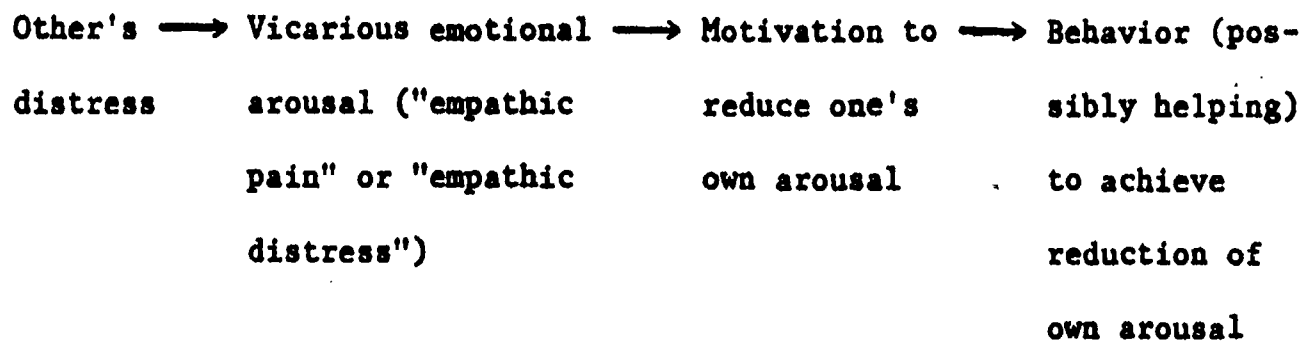 Other's ⟶ Vicarious emotional ⟶ Motivation to ⟶ Behavior (pos-
distress arousal ("empathic reduce one's sibly helping)
pain" or "empathic own arousal to achieve
distress") reduction of
own arousal